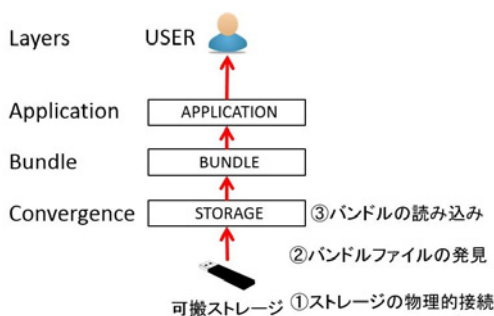 Layers USER
Application APPLICATION
Bundle BUNDLE
Convergence STORAGE ③バンドルの読み込み
②バンドルファイルの発見
可搬ストレージ ①ストレージの物理的接続